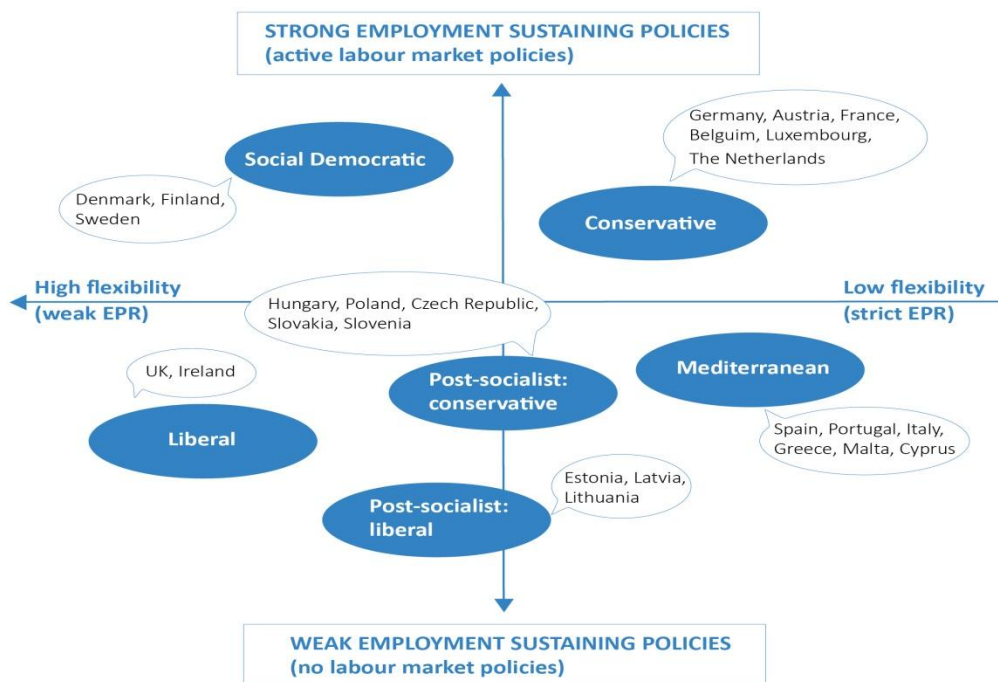 STRONG EMPLOYMENT SUSTAINING POLICIES
(active labour market policies)
Germany, Austria, France,
Belguim, Luxembourg,
The Netherlands
Social Democratic
Denmark, Finland,
Sweden
Conservative
High flexibility
(weak EPR)
Hungary, Poland, Czech Republic,
Slovakia, Slovenia
Low flexibility
(strict EPR)
UK, Ireland
Post-socialist:
conservative
Mediterranean
Liberal
Spain, Portugal, Italy,
Greece, Malta, Cyprus
Estonia, Latvia,
Lithuania
Post-socialist:
liberal
WEAK EMPLOYMENT SUSTAINING POLICIES
(no labour market policies)